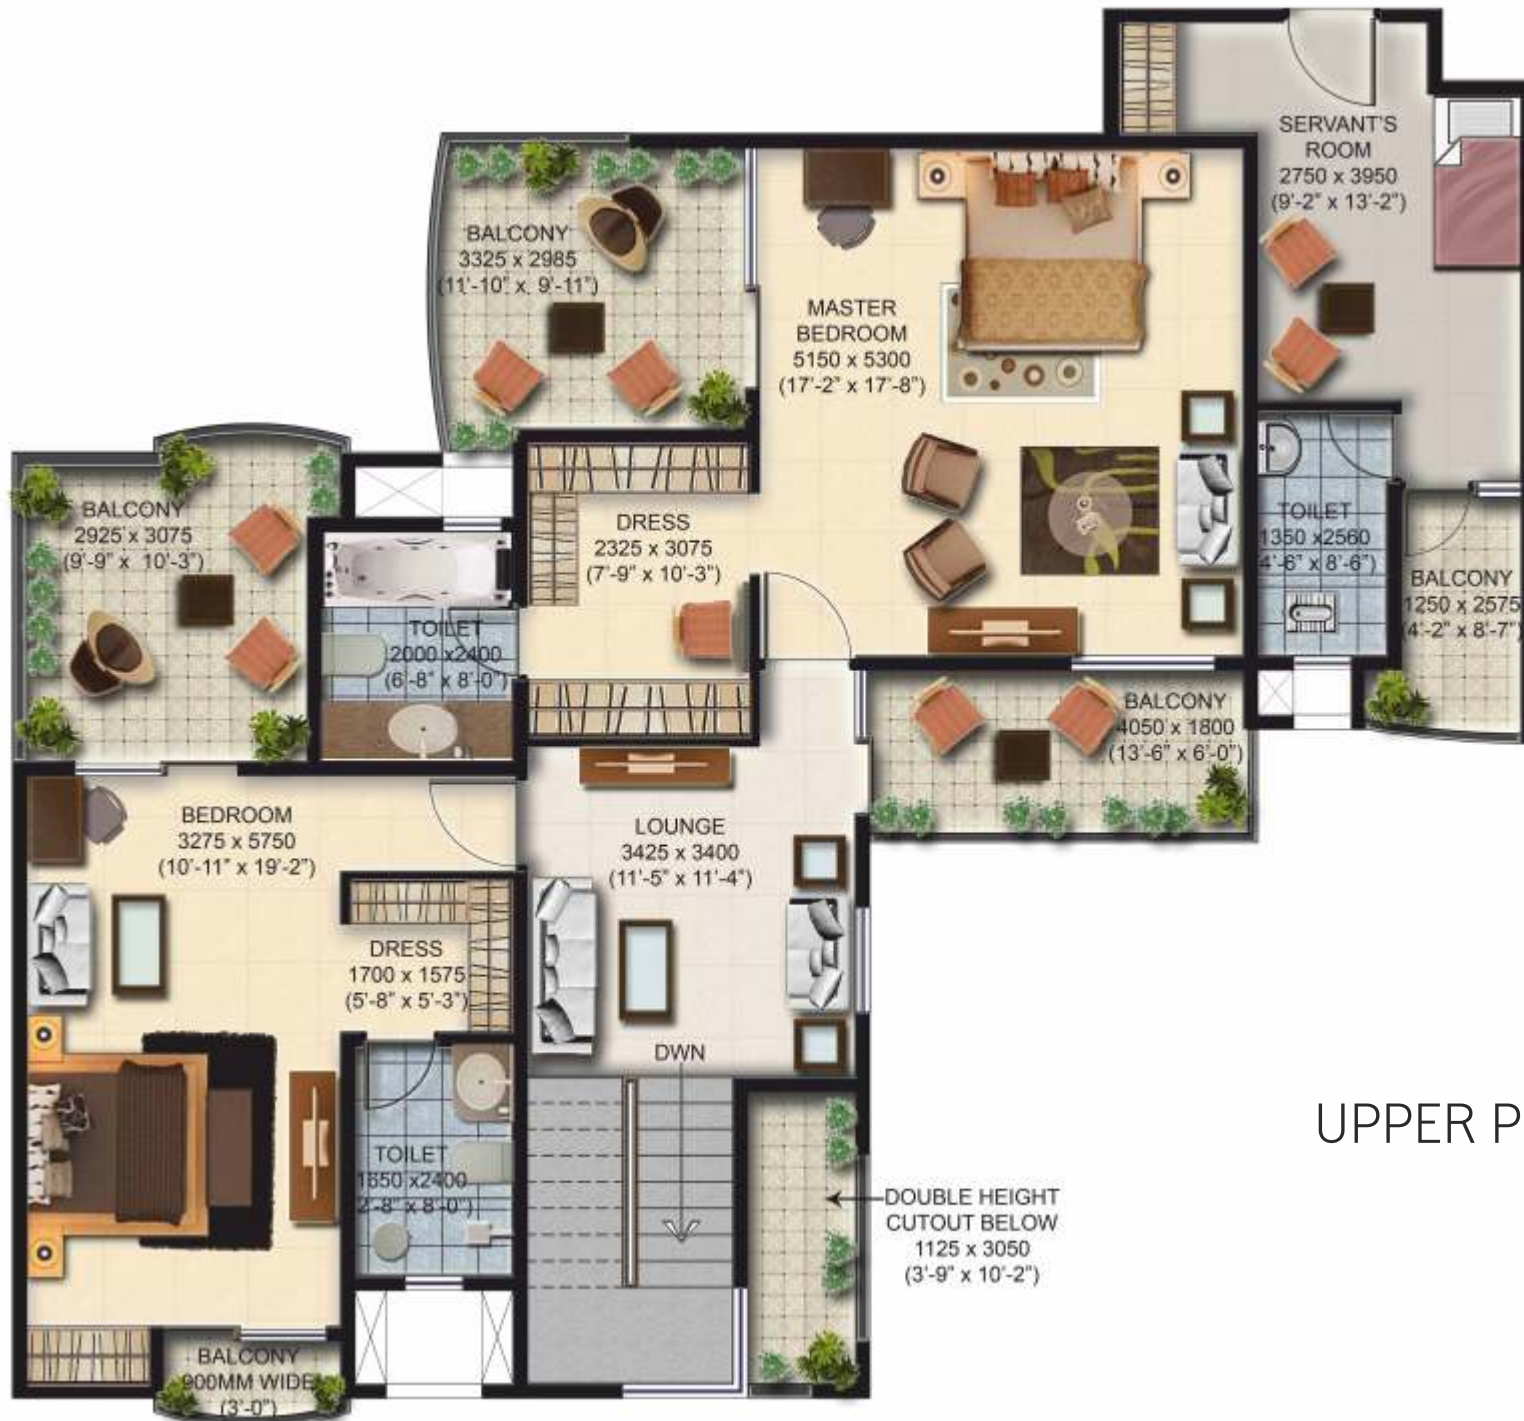 SERVANT'S
ROOM
2750 x 3950
(9'-2" x 13'-2")
BALCONY
3325 x 2985
(11'-10" x 9'-11")
MASTER
BEDROOM
5150 x 5300
(17'-2" x 17'-8")
BALCONY
2925 x 3075
(9'-9" x 10'-3")
DRESS
2325 x 3075
(7'-9" x 10'-3")
TOILET
1350 x2560
4'-6" x 8'-6")
BALCONY
1250 x 2575
(4'-2" x 8'-7")
TOILET
2000 x2400
(6'-8" x 8'-0")
BALCONY
4050 x 1800
(13'-6" x 6'-0")
BEDROOM
3275 x 5750
(10'-11" x 19'-2")
LOUNGE
3425 x 3400
(11'-5" x 11'-4")
DRESS
1700 x 1575
(5'-8" x 5'-3")
DWN
UPPER P
TOILET
1650 x2400
2'-8" x 8'-0")
DOUBLE HEIGHT
CUTOUT BELOW
1125 x 3050
(3'-9" x 10'-2")
BALCONY
900MM WIDE
(3'-0")